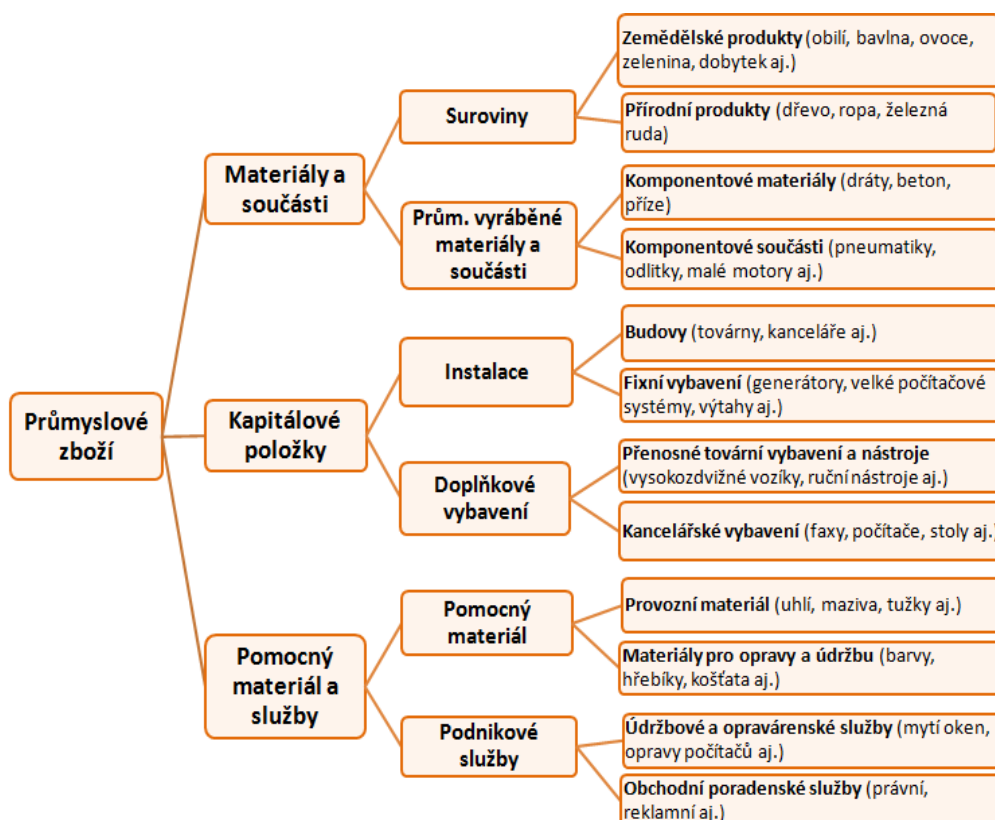 Průmyslové
zboží
Materiály a
součásti
Suroviny
Zemědělské produkty (obilí, bavlna, ovoce,
zelenina, dobytek aj.)
Přírodní produkty (dřevo, ropa, železná
ruda)
Prům. vyráběné
materiály a
součásti
Komponentové materiály (dráty, beton,
příze)
Komponentové součásti (pneumatiky,
odlitky, malé motory aj.)
Kapitálové
položky
Instalace
Budovy (továrny, kanceláře aj.)
Fixní vybavení (generátory, velké počítačové
systémy, výtahy aj.)
Doplňkové
vybavení
Přenosné tovární vybavení a nástroje
(vysokozdvižné vozíky, ruční nástroje aj.)
Kancelářské vybavení (faxy, počítače, stoly aj.)
Pomocný
materiál a
služby
Pomocný
materiál
Provozní materiál (uhlí, maziva, tužky aj.)
Materiály pro opravy a údržbu (barvy,
hřebíky, košťata aj.)
Podnikové
služby
Údržbové a opravárenské služby (mytí oken,
opravy počítačů aj.)
Obchodní poradenské služby (právní,
reklamní aj.)